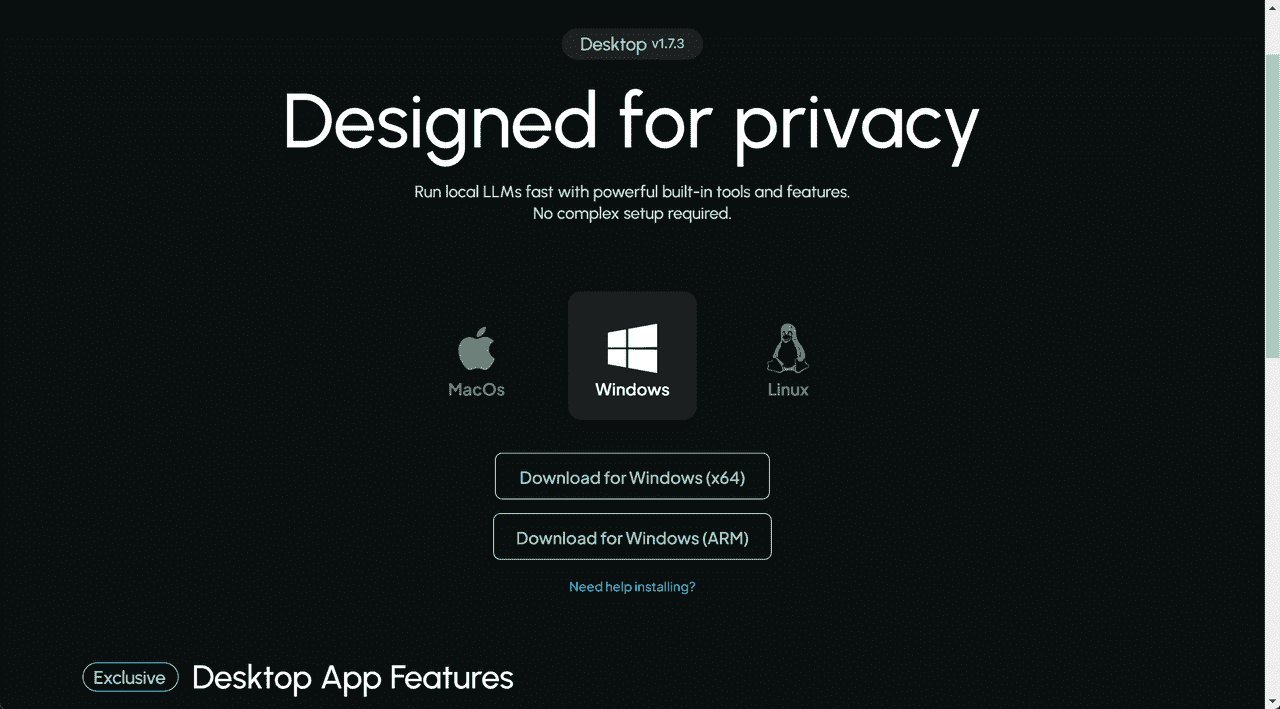 Desktop v1.7.3
Designed for privacy
Run local LLMs fast with powerful built-in tools and features.
No complex setup required.
MacOs
Windows
Linux
Download for Windows (x64)
Download for Windows (ARM)
Need help installing?
Exclusive Desktop App Features